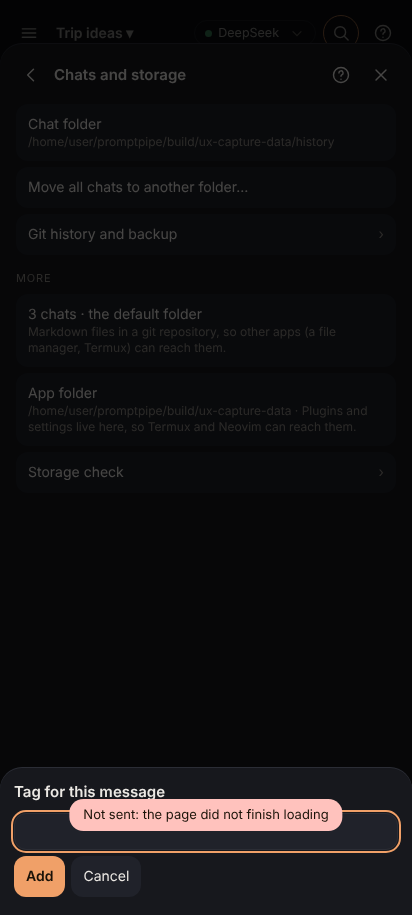 Trip ideas ▾
DeepSeek
Chats and storage
Chat folder
/home/user/promptpipe/build/ux-capture-data/history
Move all chats to another folder...
Git history and backup
MORE
3 chats · the default folder
Markdown files in a git repository, so other apps (a file
manager, Termux) can reach them.
App folder
/home/user/promptpipe/build/ux-capture-data · Plugins and
settings live here, so Termux and Neovim can reach them.
Storage check
Tag for this message
Not sent: the page did not finish loading
Add
Cancel